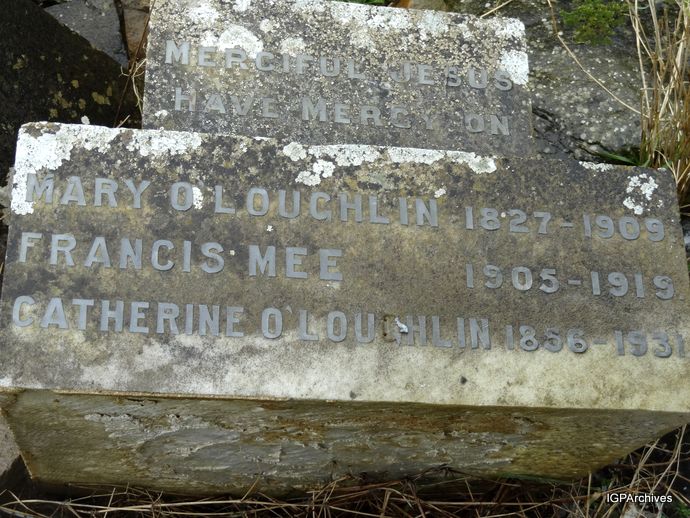 MERCIFUL JESUS
HAVE MERCY ON
MARY O'LOUGHLIN 1827-1909.
FRANCIS MEE 1905-1919.
CATHERINE O'LOUGHLIN 1856-1931
IGPArchives